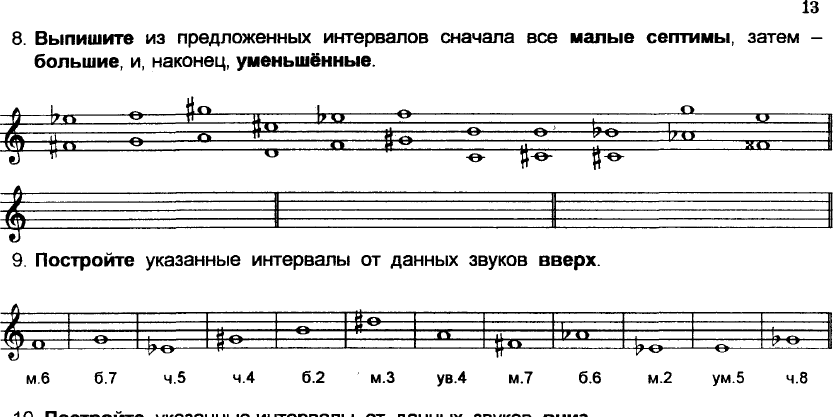 13
8. Выпишите из предложенных интервалов сначала все малые септимы, затем –
большие, и, наконец, уменьшённые.
9. Постройте указанные интервалы от данных звуков вверх.
м.6 б.7 ч.5 ч.4 б.2 м.3 ув.4 м.7 б.6 м.2 ум.5 ч.8
10. Постройте указанные интервалы от данных звуков вниз.